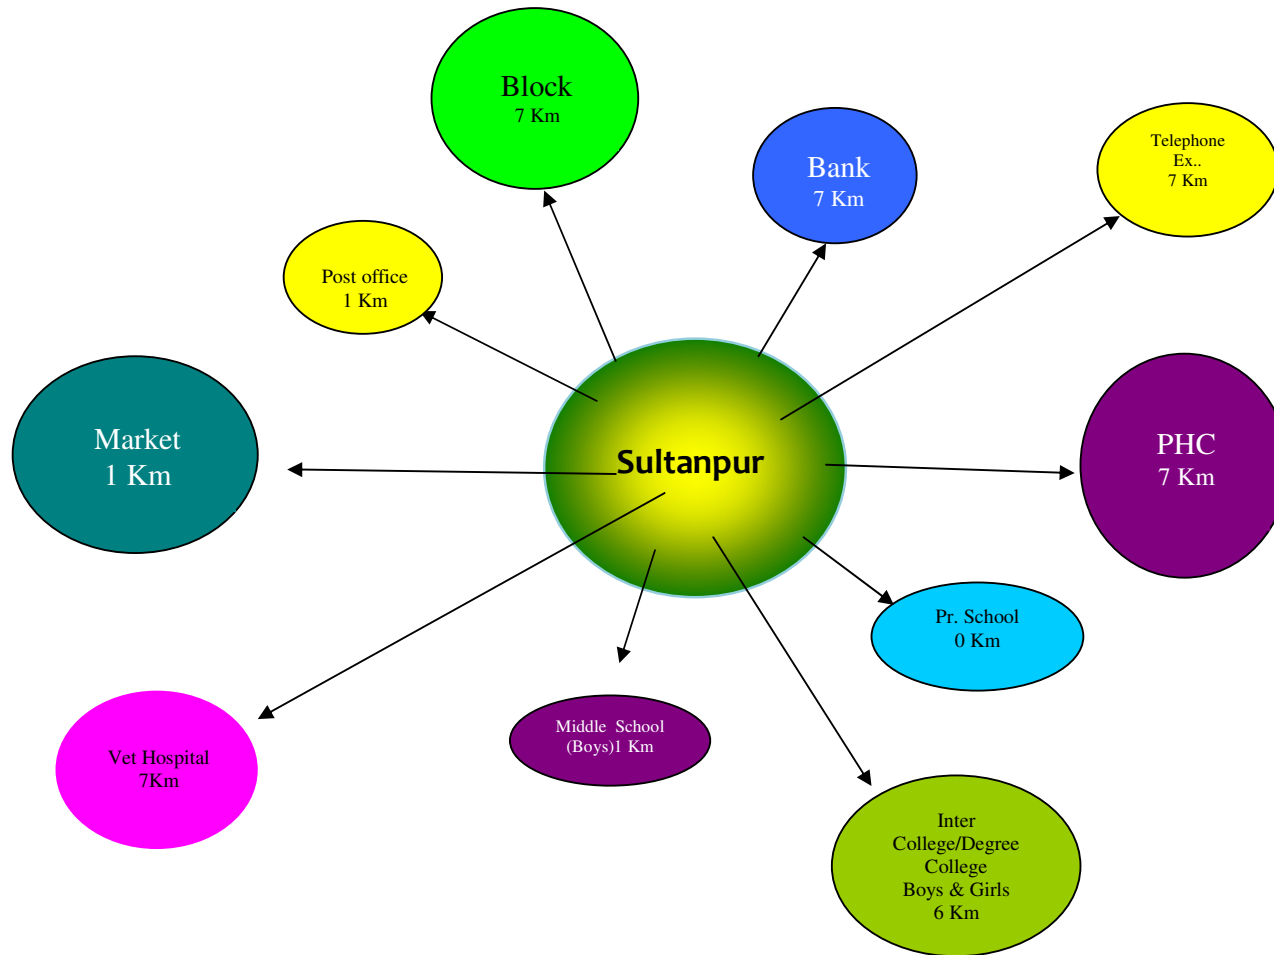 Block
7 Km
Bank
7 Km
Telephone
Ex..
7 Km
Post office
1 Km
Market
1 Km
Sultanpur
PHC
7 Km
Pr. School
0 Km
Middle School
(Boys)1 Km
Vet Hospital
7Km
Inter
College/Degree
College
Boys & Girls
6 Km